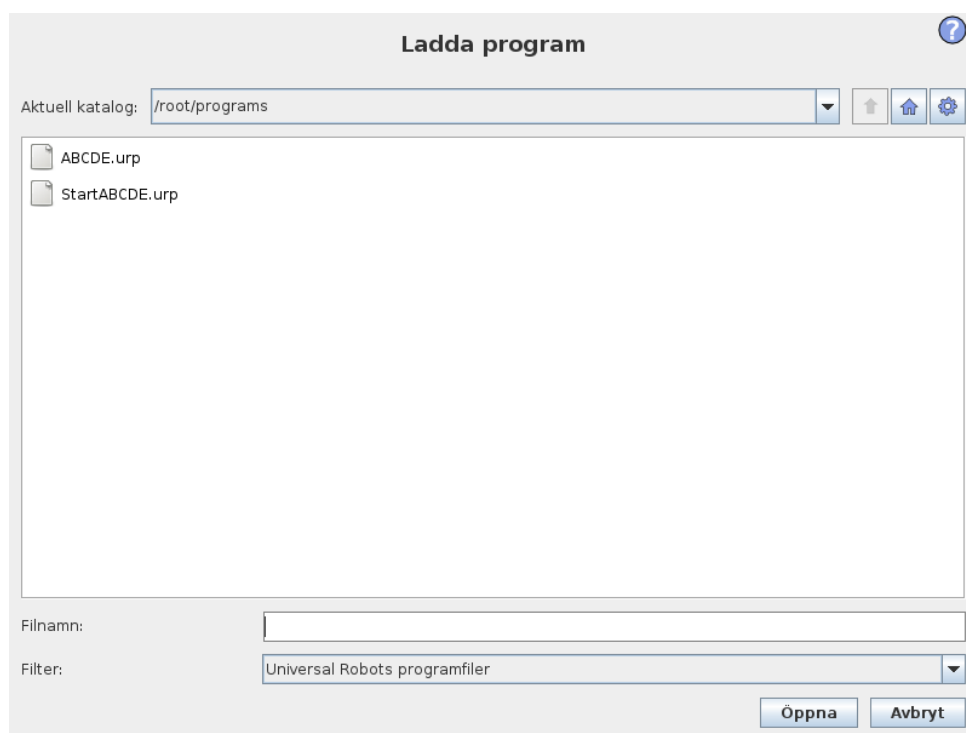 Ladda program
?
Aktuell katalog: /root/programs
ABCDE.urp
StartABCDE.urp
Filnamn:
Filter: Universal Robots programfiler
Öppna Avbryt